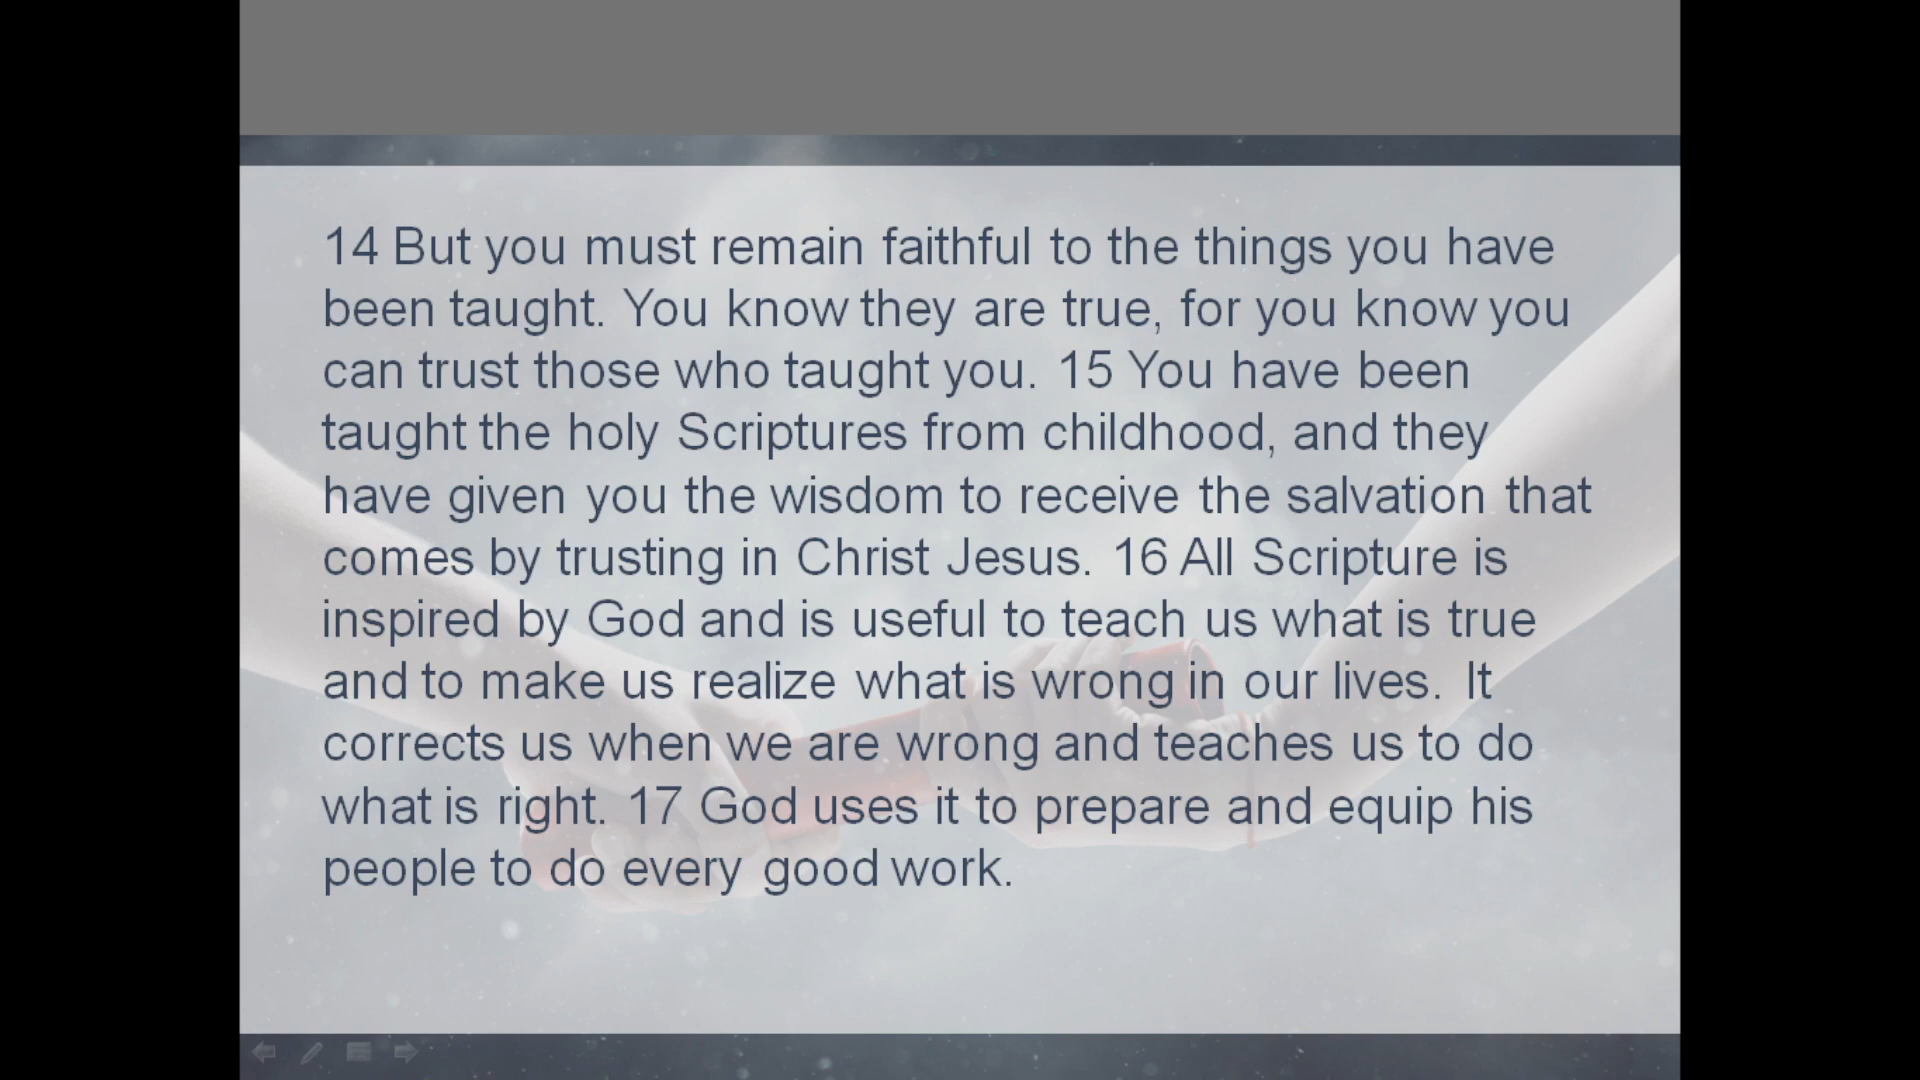 14 But you must remain faithful to the things you have
been taught. You know they are true, for you know you
can trust those who taught you. 15 You have been
taught the holy Scriptures from childhood, and they
have given you the wisdom to receive the salvation that
comes by trusting in Christ Jesus. 16 All Scripture is
inspired by God and is useful to teach us what is true
and to make us realize what is wrong in our lives. It
corrects us when we are wrong and teaches us to do
what is right. 17 God uses it to prepare and equip his
people to do every good work.